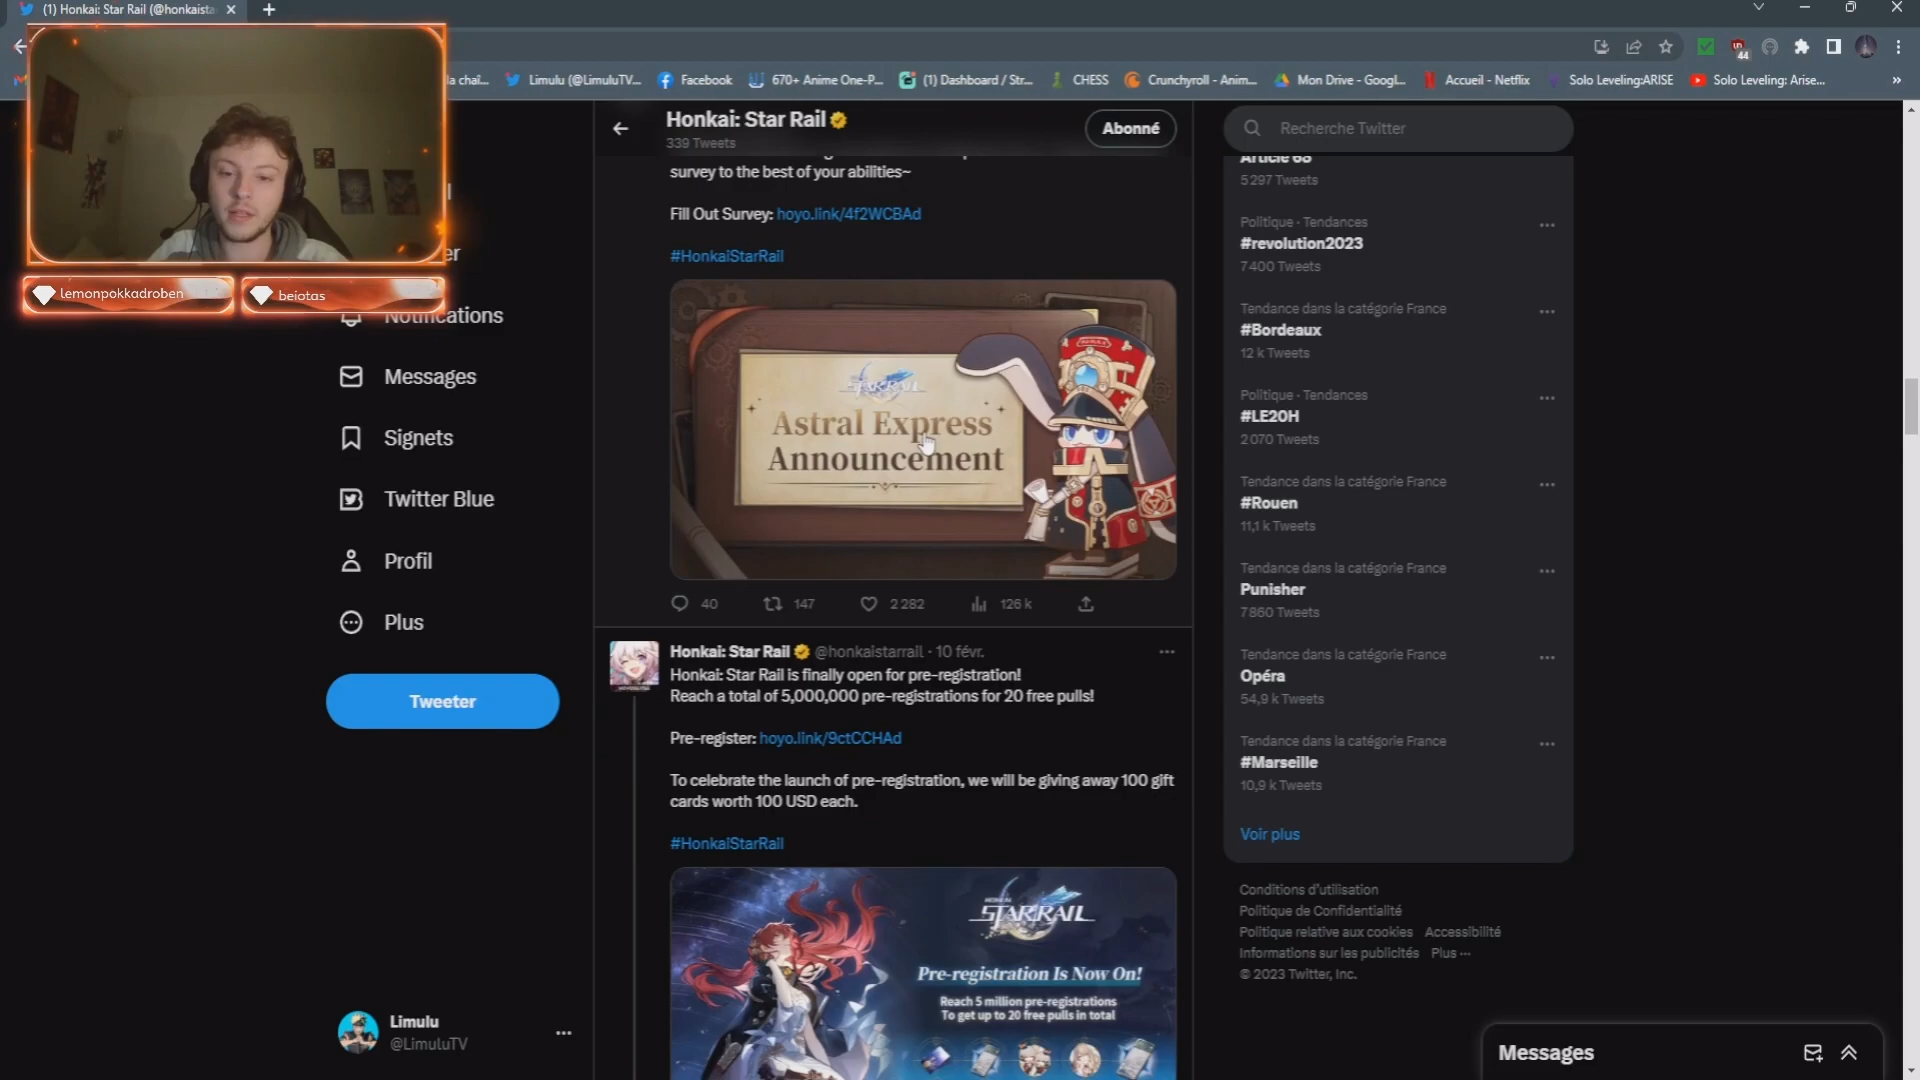 (1) Honkai: Star Rail (@honkaista
la chaî...
Limulu (@LimuluTV...
Facebook
670+ Anime One-P...
(1) Dashboard / Str...
CHESS
Crunchyroll - Anim...
Mon Drive - Googl...
Accueil - Netflix
Solo Leveling:ARISE
Solo Leveling: Arise...
44
lemonpokkadroben
beiotas
Notifications
Messages
Signets
Twitter Blue
Profil
Plus
Tweeter
Limulu
@LimuluTV
Honkai: Star Rail
339 Tweets
Abonné
survey to the best of your abilities~
Fill Out Survey: hoyo.link/4f2WCBAd
#HonkaiStarRail
STAR RAIL
Astral Express
Announcement
40
147
2 282
126 k
Honkai: Star Rail @honkaistarrail · 10 févr.
Honkai: Star Rail is finally open for pre-registration!
Reach a total of 5,000,000 pre-registrations for 20 free pulls!
Pre-register: hoyo.link/9ctCCHAd
To celebrate the launch of pre-registration, we will be giving away 100 gift
cards worth 100 USD each.
#HonkaiStarRail
HONKAI
STAR RAIL
Pre-registration Is Now On!
Reach 5 million pre-registrations
To get up to 20 free pulls in total
Recherche Twitter
Article 68
5 297 Tweets
Politique · Tendances
#revolution2023
7 400 Tweets
Tendance dans la catégorie France
#Bordeaux
12 k Tweets
Politique · Tendances
#LE20H
2 070 Tweets
Tendance dans la catégorie France
#Rouen
11,1 k Tweets
Tendance dans la catégorie France
Punisher
7 860 Tweets
Tendance dans la catégorie France
Opéra
54,9 k Tweets
Tendance dans la catégorie France
#Marseille
10,9 k Tweets
Voir plus
Conditions d'utilisation
Politique de Confidentialité
Politique relative aux cookies Accessibilité
Informations sur les publicités Plus ···
© 2023 Twitter, Inc.
Messages